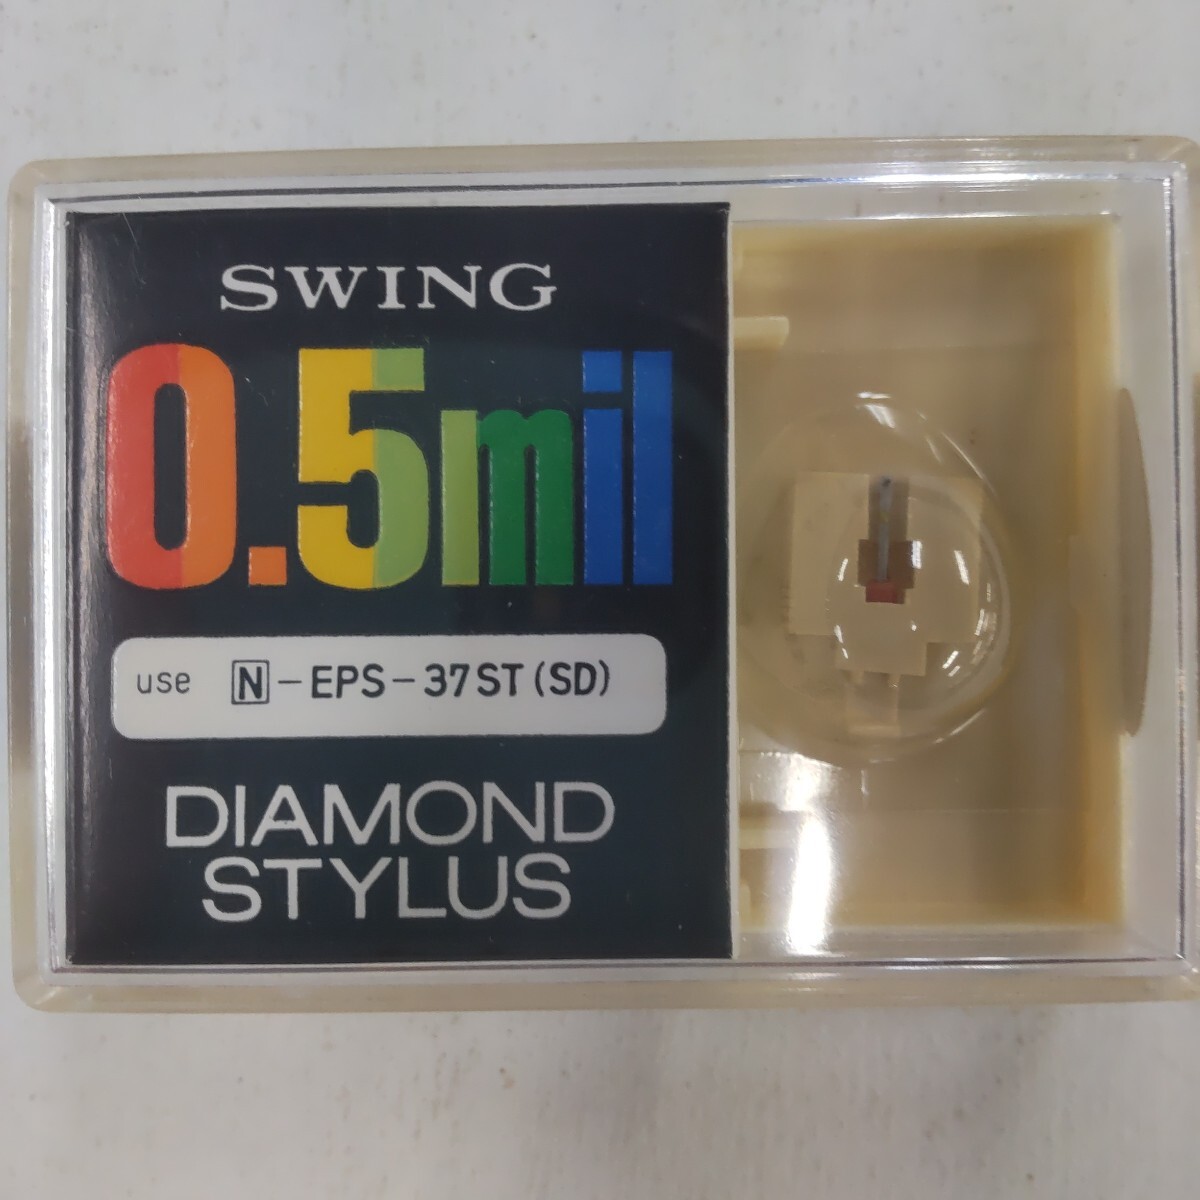 SWING
0.5mil
use N-EPS-37ST(SD)
DIAMOND
STYLUS